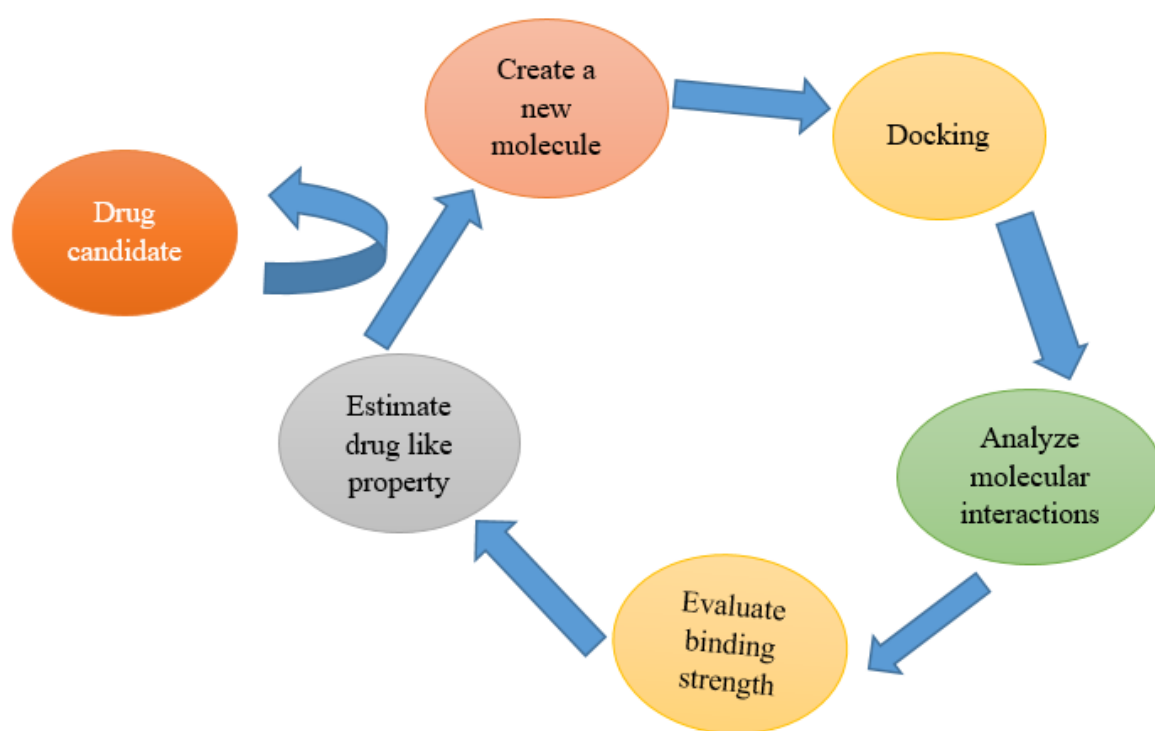 Create a
new
molecule
Docking
Drug
candidate
Analyze
molecular
interactions
Estimate
drug like
property
Evaluate
binding
strength